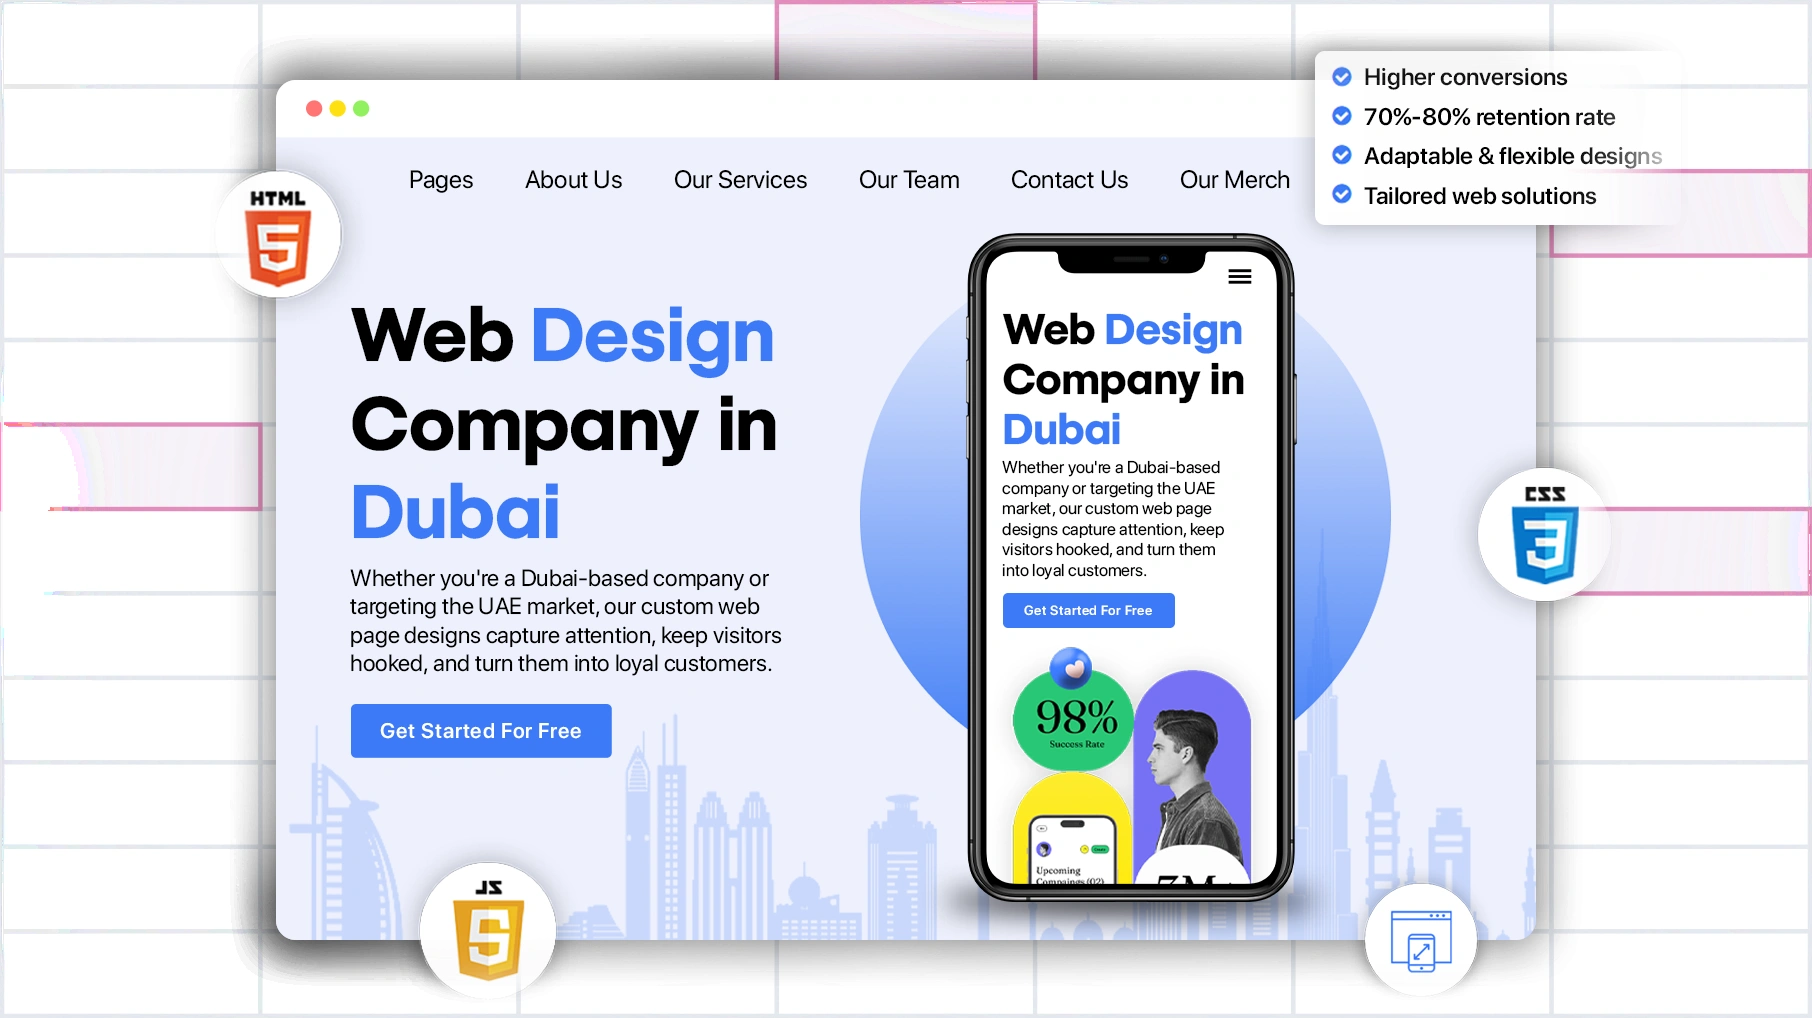 Higher conversions
70%-80% retention rate
Adaptable & flexible designs
Tailored web solutions
Pages About Us Our Services Our Team Contact Us Our Merch
HTML
5
Web Design
Company in
Dubai
Whether you're a Dubai-based company or
targeting the UAE market, our custom web
page designs capture attention, keep visitors
hooked, and turn them into loyal customers.
Get Started For Free
Web Design
Company in
Dubai
Whether you're a Dubai-based
company or targeting the UAE
market, our custom web page
designs capture attention, keep
visitors hooked, and turn them
into loyal customers.
Get Started For Free
98%
Success Rate
Upcoming
Compaings (02)
7M+
CSS
3
JS
5